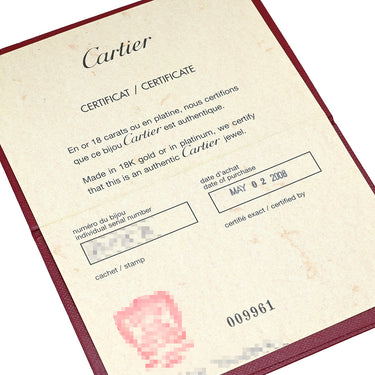 Cartier
CERTIFICAT / CERTIFICATE
En or 18 carats ou en platine, nous certifions
que ce bijou Cartier est authentique.
Made in 18K gold or in platinum, we certify
that this is an authentic Cartier jewel.
numéro du bijou
individual serial number
date d'achat
date of purchase
MAY 02 2008
cachet / stamp
certifié exact / certified by
009961